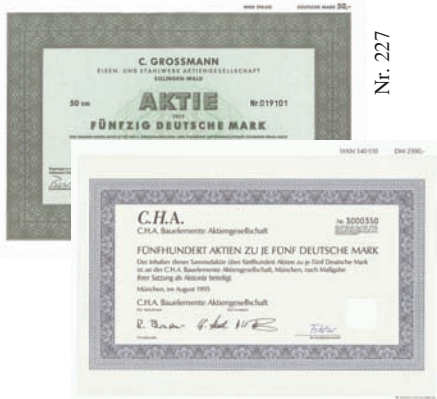 DEUTSCHE MARK 50,-
C. GROSSMANN
EISEN- UND STAHLWERK AKTIENGESELLSCHAFT
SOLINGEN-WALD
50 DM AKTIE Nr. 019101
FÜNFZIG DEUTSCHE MARK
Nr. 227
WKN 540 510 DM 2500,-
C.H.A.
C.H.A. Bauelemente Aktiengesellschaft
Nr. 5000350
FÜNFHUNDERT AKTIEN ZU JE FÜNF DEUTSCHE MARK
Der Inhaber dieser Sammelaktie über fünfhundert Aktien zu je Fünf Deutsche Mark
ist an der C.H.A. Bauelemente Aktiengesellschaft, München, nach Maßgabe
ihrer Satzung als Aktionär beteiligt.
München, im August 1995
C.H.A. Bauelemente Aktiengesellschaft